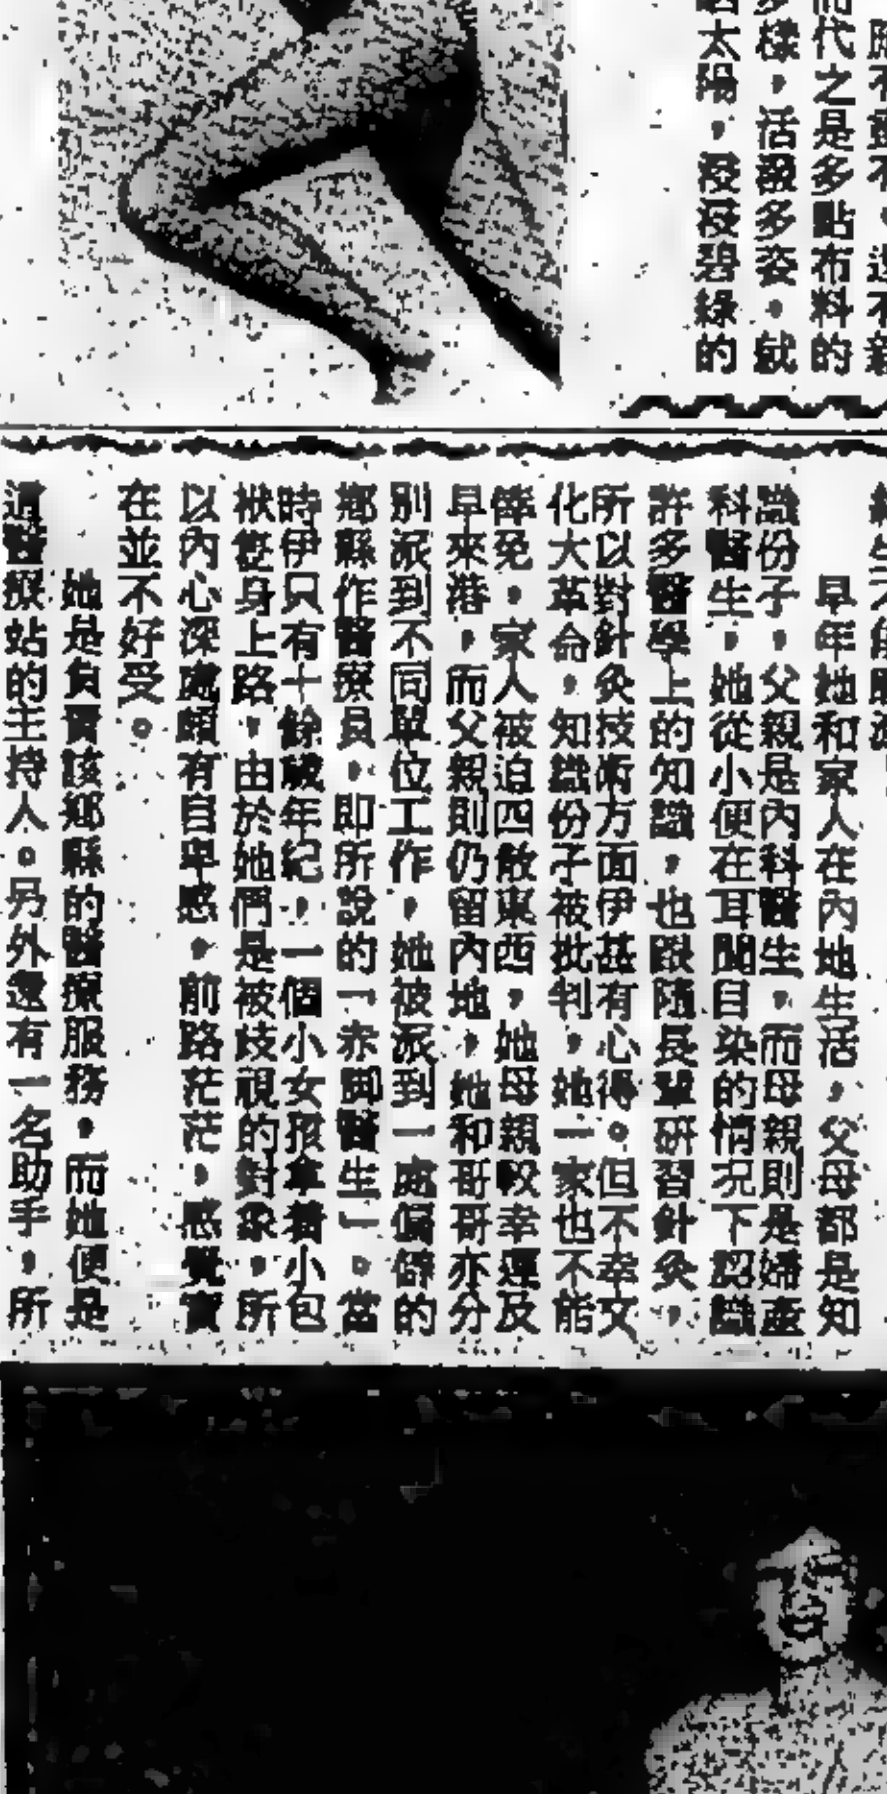 代之是多點布料的
多樣，活潑多姿。就
太陽，浸浸碧綠的
早年她和家人在內地生活，父母都是知
識份子，父親是內科醫生，而母親則是婦產
科醫生，她從小便在耳聞目染的情況下認識
許多醫學上的知識，也跟隨長輩研習針灸，
所以對針灸技術方面伊甚有心得。但不幸文
化大革命，知識份子被批判，她一家也不能
倖免，家人被迫四散東西，她母親較幸運及
早來港，而父親則仍留內地，她和哥哥亦分
別派到不同單位工作，她被派到一處偏僻的
鄉縣作醫療員，即所說的「赤脚醫生」。當
時伊只有十餘歲年紀，一個小女孩拿着小包
袱從身上路，由於她們是被歧視的對象，所
以內心深處頗有自卑感，前路茫茫，感覺實
在並不好受。
她是負責該鄉縣的醫療服務，而她便是
這醫療站的主持人。另外還有一名助手，所